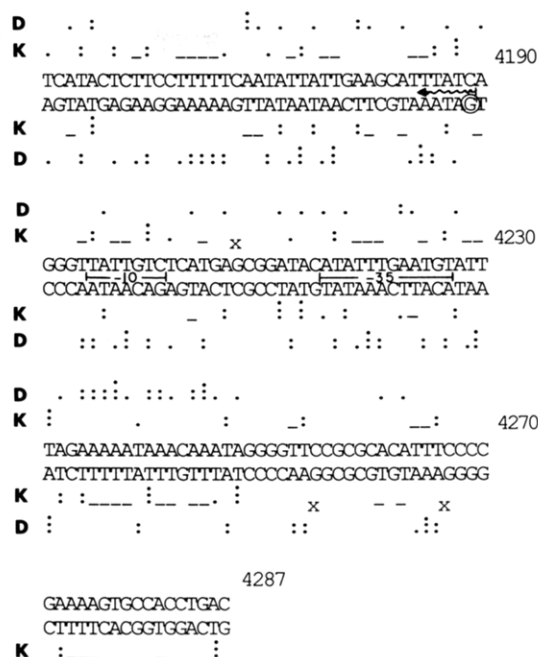 D
K 4190
TCATACTCTTCCTTTTTCAATATTATTGAAGCATTTATCA
AGTATGAGAAGGAAAAAGTTATAATAACTTCGTAAATAGT
K
D
D
K x 4230
GGGTTATTGTCTCATGAGCGGATACATATTTGAATGTATT
-10 -35
CCCAATAACAGAGTACTCGCCTATGTATAAACTTACATAA
K
D
D
K 4270
TAGAAAAATAAACAAATAGGGGTTCCGCGCACATTTCCCC
ATCTTTTTATTTGTTTATCCCCAAGGCGCGTGTAAAGGGG
K x x
D
4287
GAAAAGTGCCACCTGAC
CTTTTCACGGTGGACTG
K